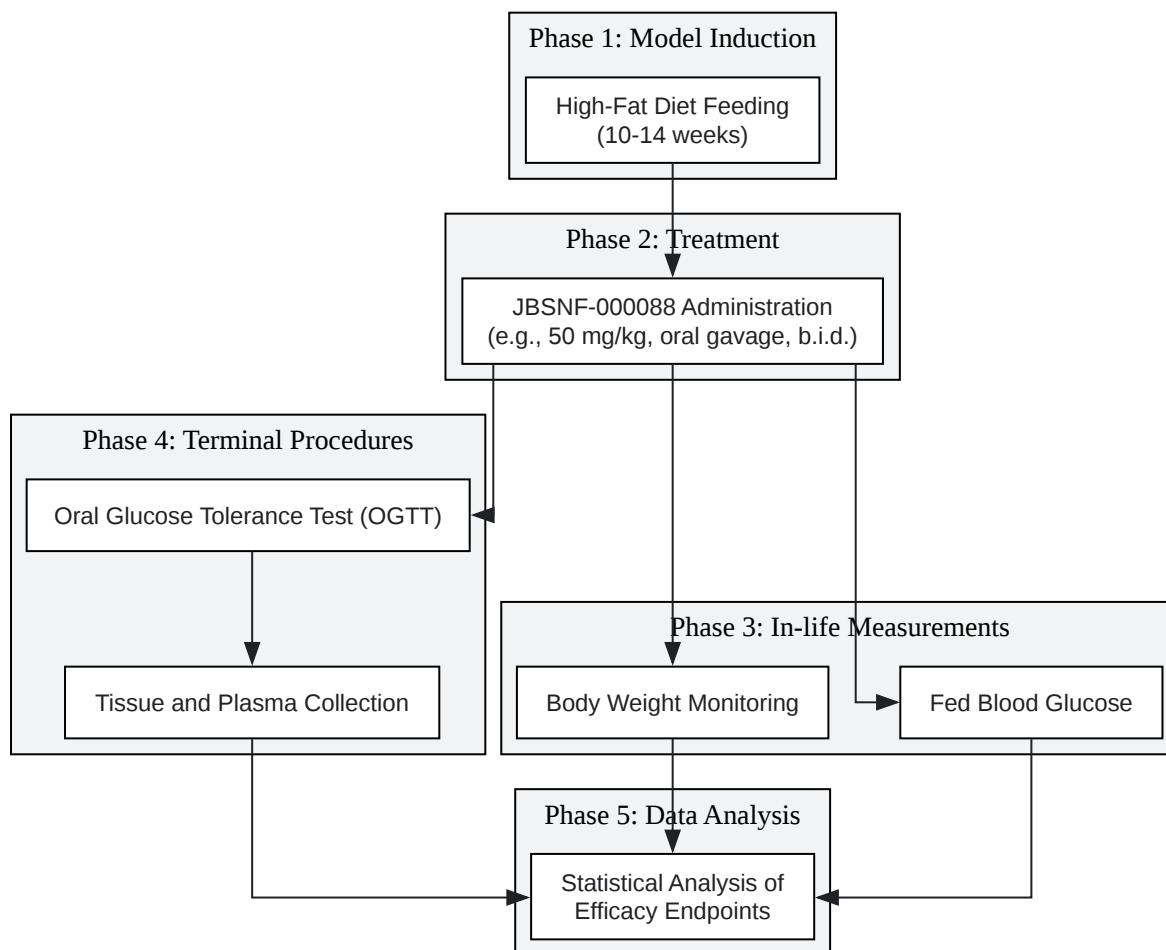 Phase 1: Model Induction
High-Fat Diet Feeding
(10-14 weeks)
Phase 2: Treatment
JBSNF-000088 Administration
(e.g., 50 mg/kg, oral gavage, b.i.d.)
Phase 4: Terminal Procedures
Oral Glucose Tolerance Test (OGTT)
Tissue and Plasma Collection
Phase 3: In-life Measurements
Body Weight Monitoring
Fed Blood Glucose
Phase 5: Data Analysis
Statistical Analysis of
Efficacy Endpoints